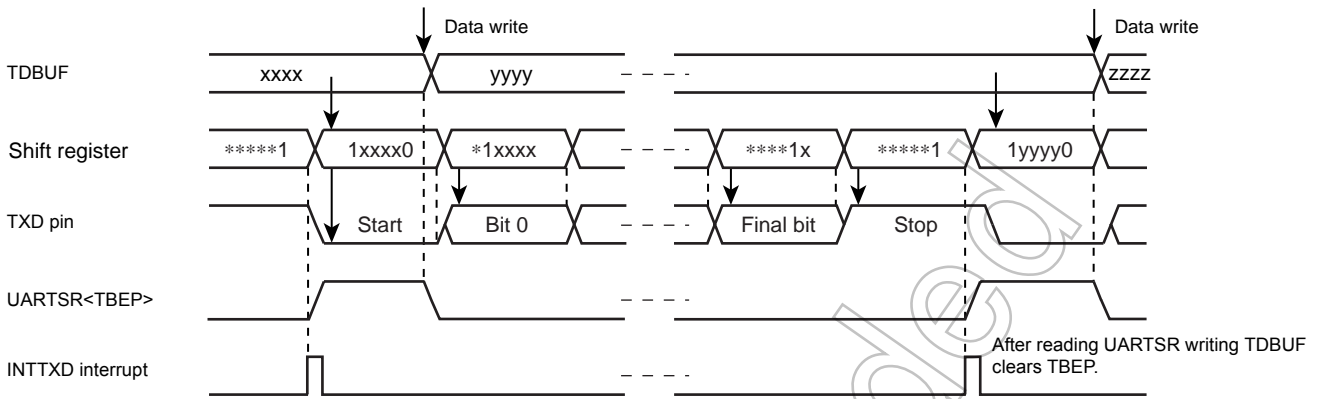 Data write
Data write
TDBUF
xxxx
yyyy
zzzz
Shift register
*****1
1xxxx0
*1xxxx
****1x
*****1
1yyyy0
TXD pin
Start
Bit 0
Final bit
Stop
UARTSR<TBEP>
After reading UARTSR writing TDBUF
clears TBEP.
INTTXD interrupt